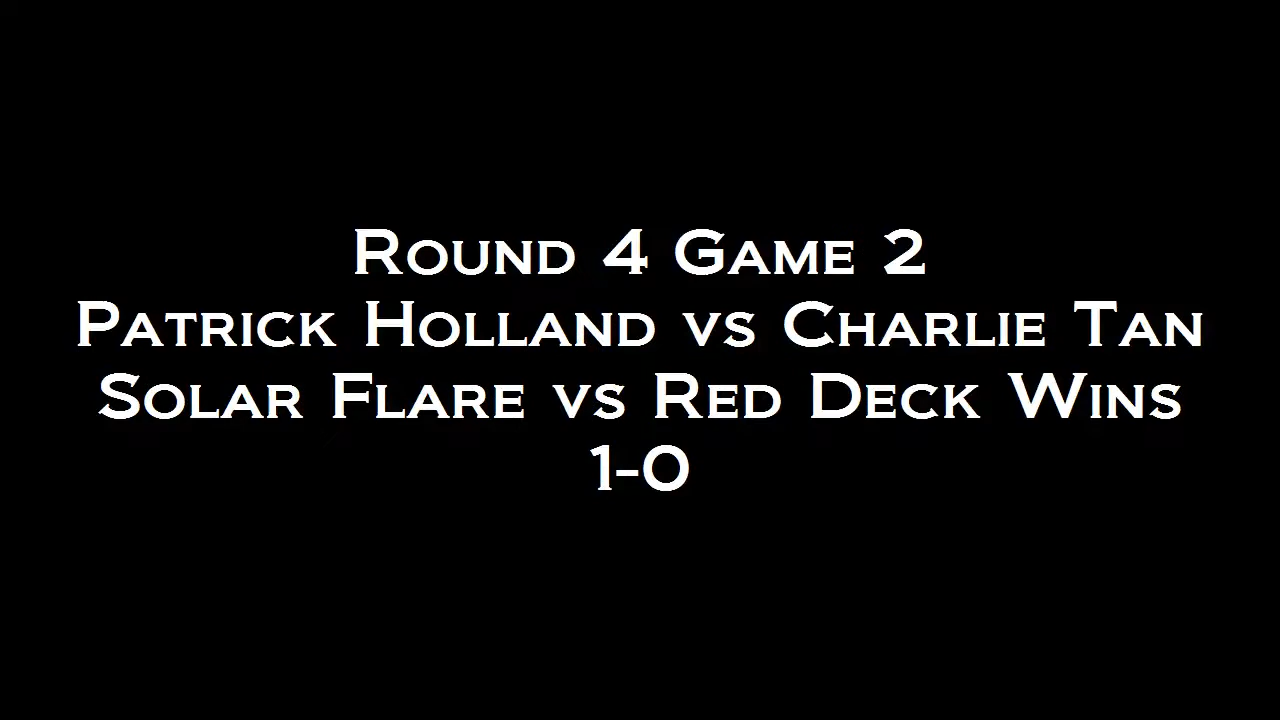 Round 4 Game 2
Patrick Holland vs Charlie Tan
Solar Flare vs Red Deck Wins
1-0